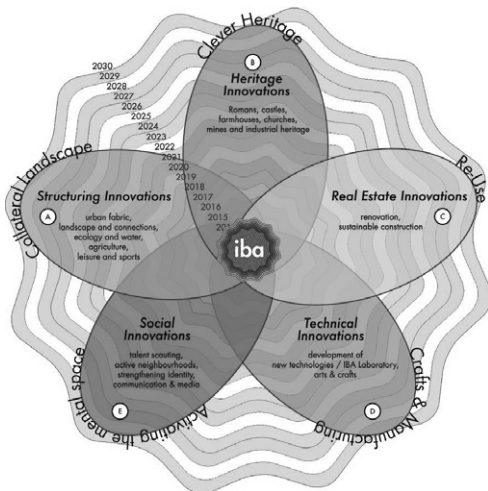 Clever Heritage
B
Heritage
Innovations
Romans, castles,
farmhouses, churches,
mines and industrial heritage
2030
2029
2028
2027
2026
2025
2024
2023
2022
2021
2020
2019
2018
2017
2016
2015
Collateral Landscape
Structuring Innovations
A
urban fabric,
landscape and connections,
ecology and water,
agriculture,
leisure and sports
Re-Use
Real Estate Innovations
C
renovation,
sustainable construction
iba
Social
Innovations
talent scouting,
active neighbourhoods,
strengthening identity,
communication & media
E
Activating the mental space
Technical
Innovations
development of
new technologies / IBA Laboratory,
arts & crafts
D
Crafts & Manufacturing